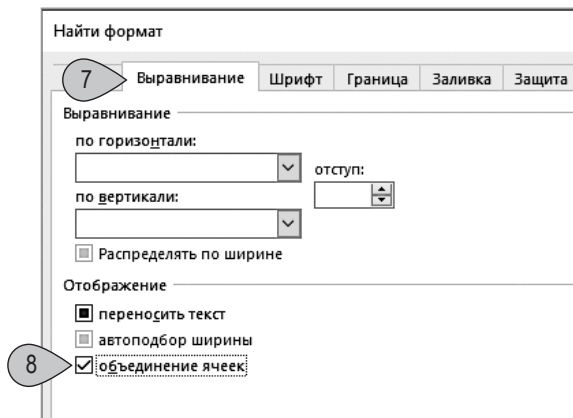 Найти формат
7 Выравнивание Шрифт Граница Заливка Защита
Выравнивание
по горизонтали:
отступ:
по вертикали:
Распределять по ширине
Отображение
переносить текст
автоподбор ширины
8 объединение ячеек